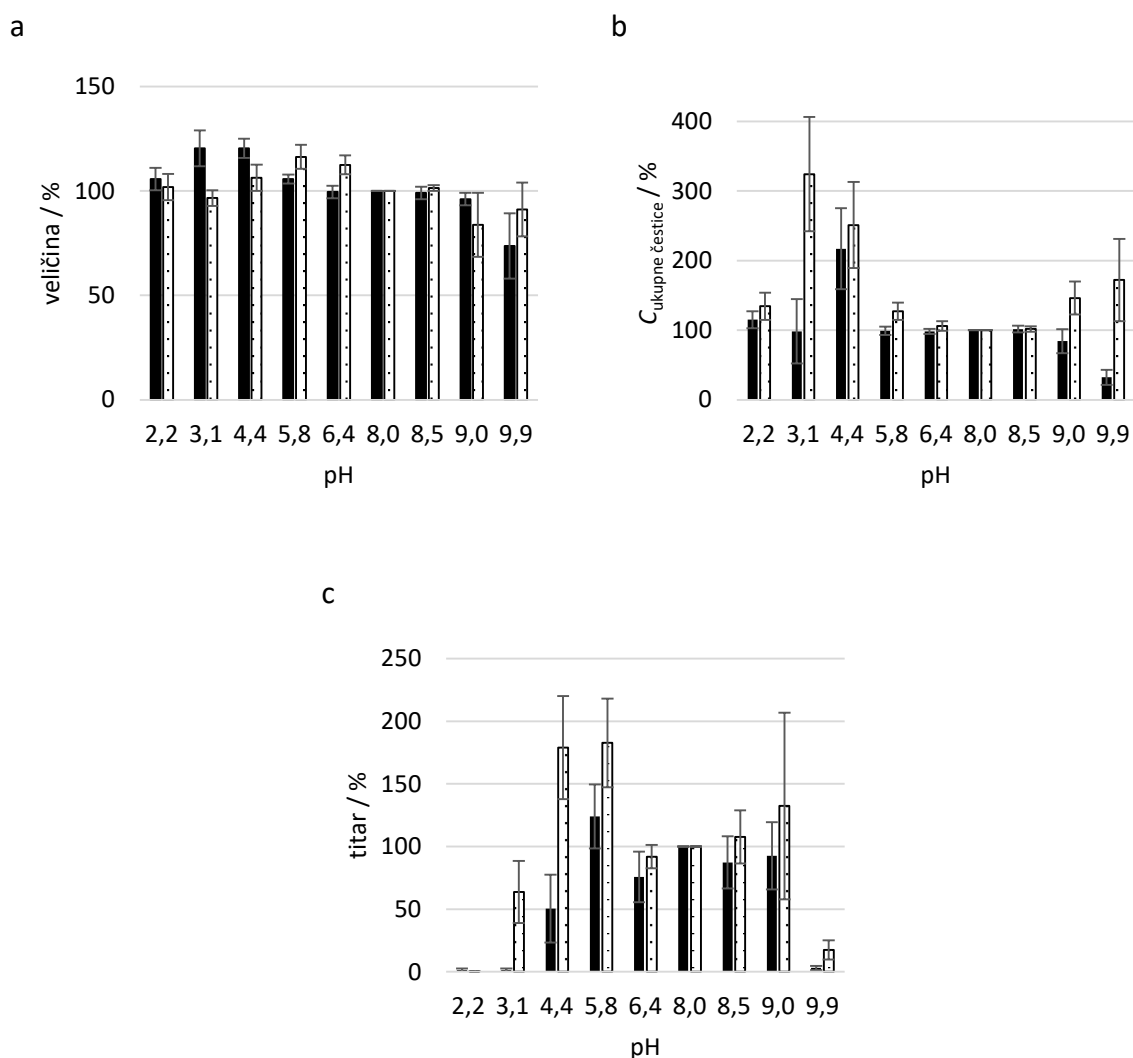 a
150
100
50
0
veličina / %
2,2 3,1 4,4 5,8 6,4 8,0 8,5 9,0 9,9
pH
b
400
300
200
100
0
Cukupne čestice / %
2,2 3,1 4,4 5,8 6,4 8,0 8,5 9,0 9,9
pH
c
250
200
150
100
50
0
titar / %
2,2 3,1 4,4 5,8 6,4 8,0 8,5 9,0 9,9
pH